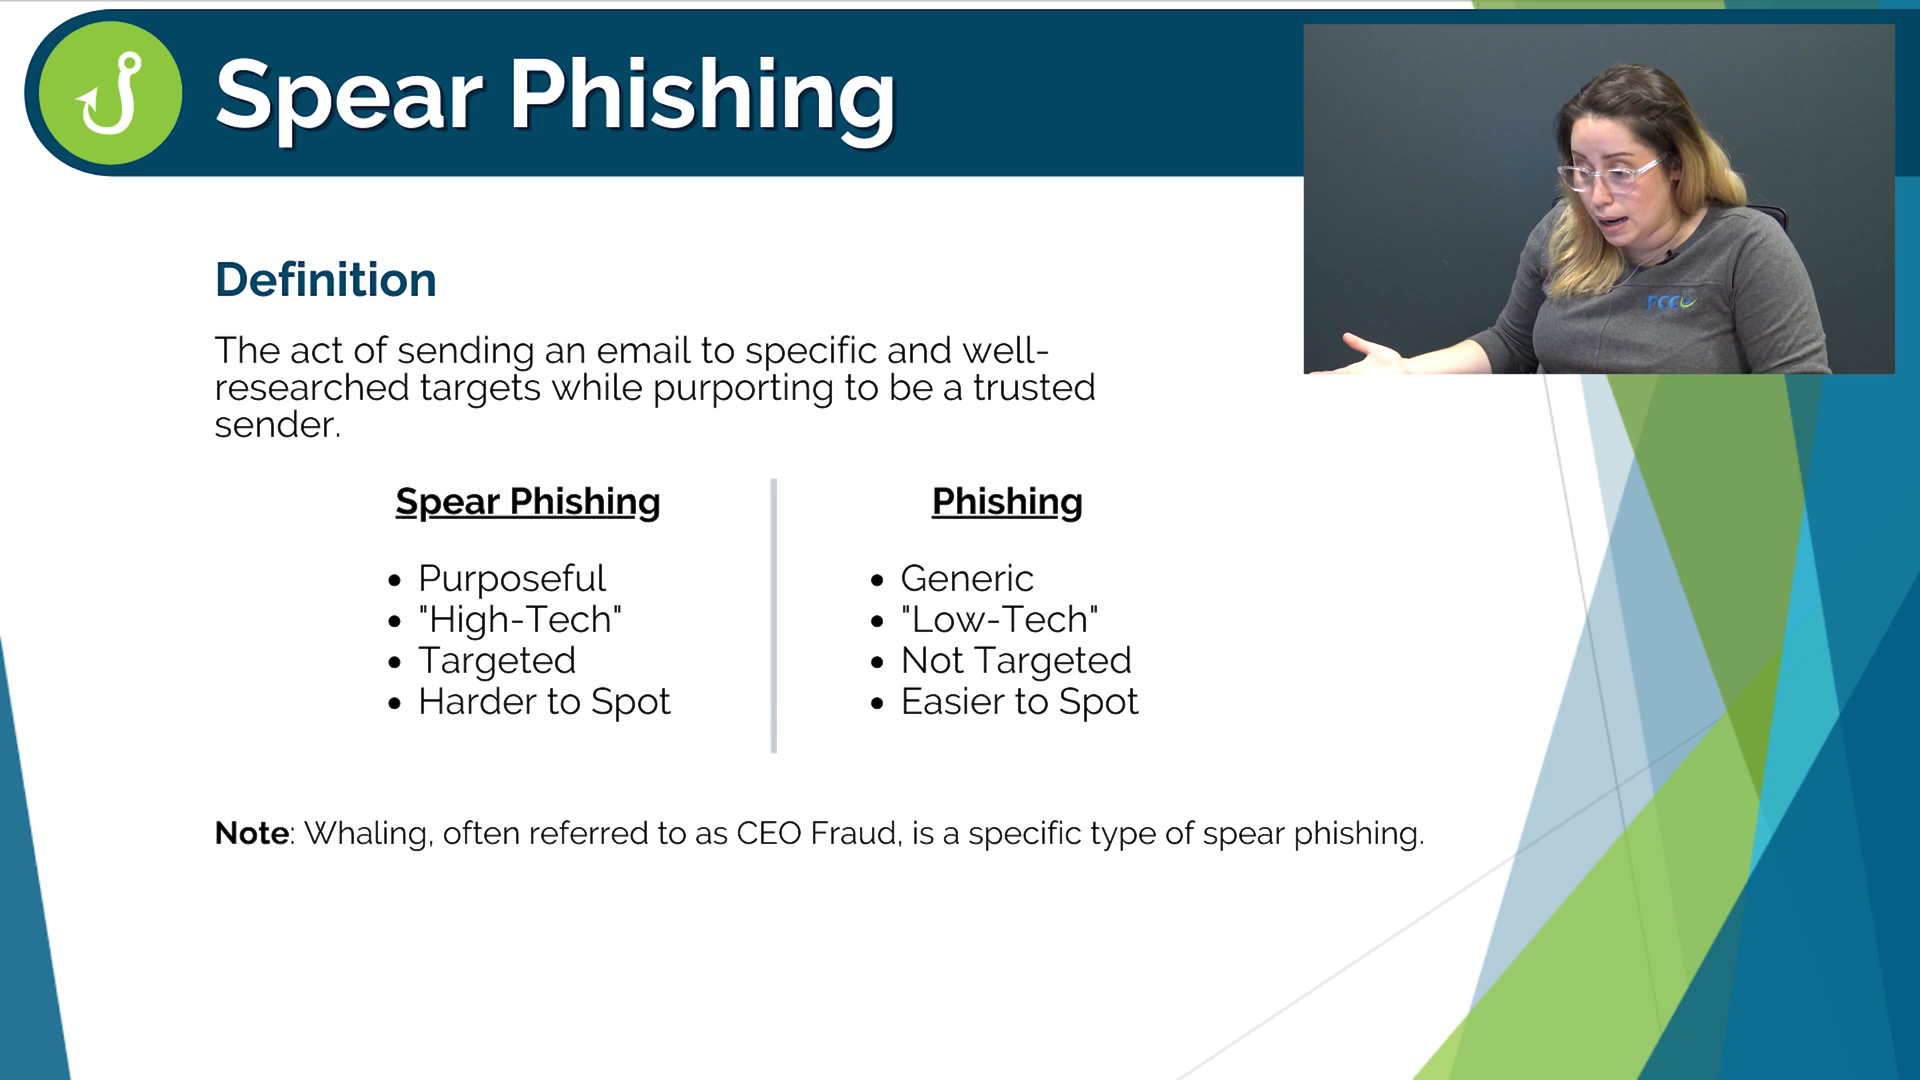 Spear Phishing
Definition
The act of sending an email to specific and well-
researched targets while purporting to be a trusted
sender.
Spear Phishing
• Purposeful
• "High-Tech"
• Targeted
• Harder to Spot
Phishing
• Generic
• "Low-Tech"
• Not Targeted
• Easier to Spot
Note: Whaling, often referred to as CEO Fraud, is a specific type of spear phishing.